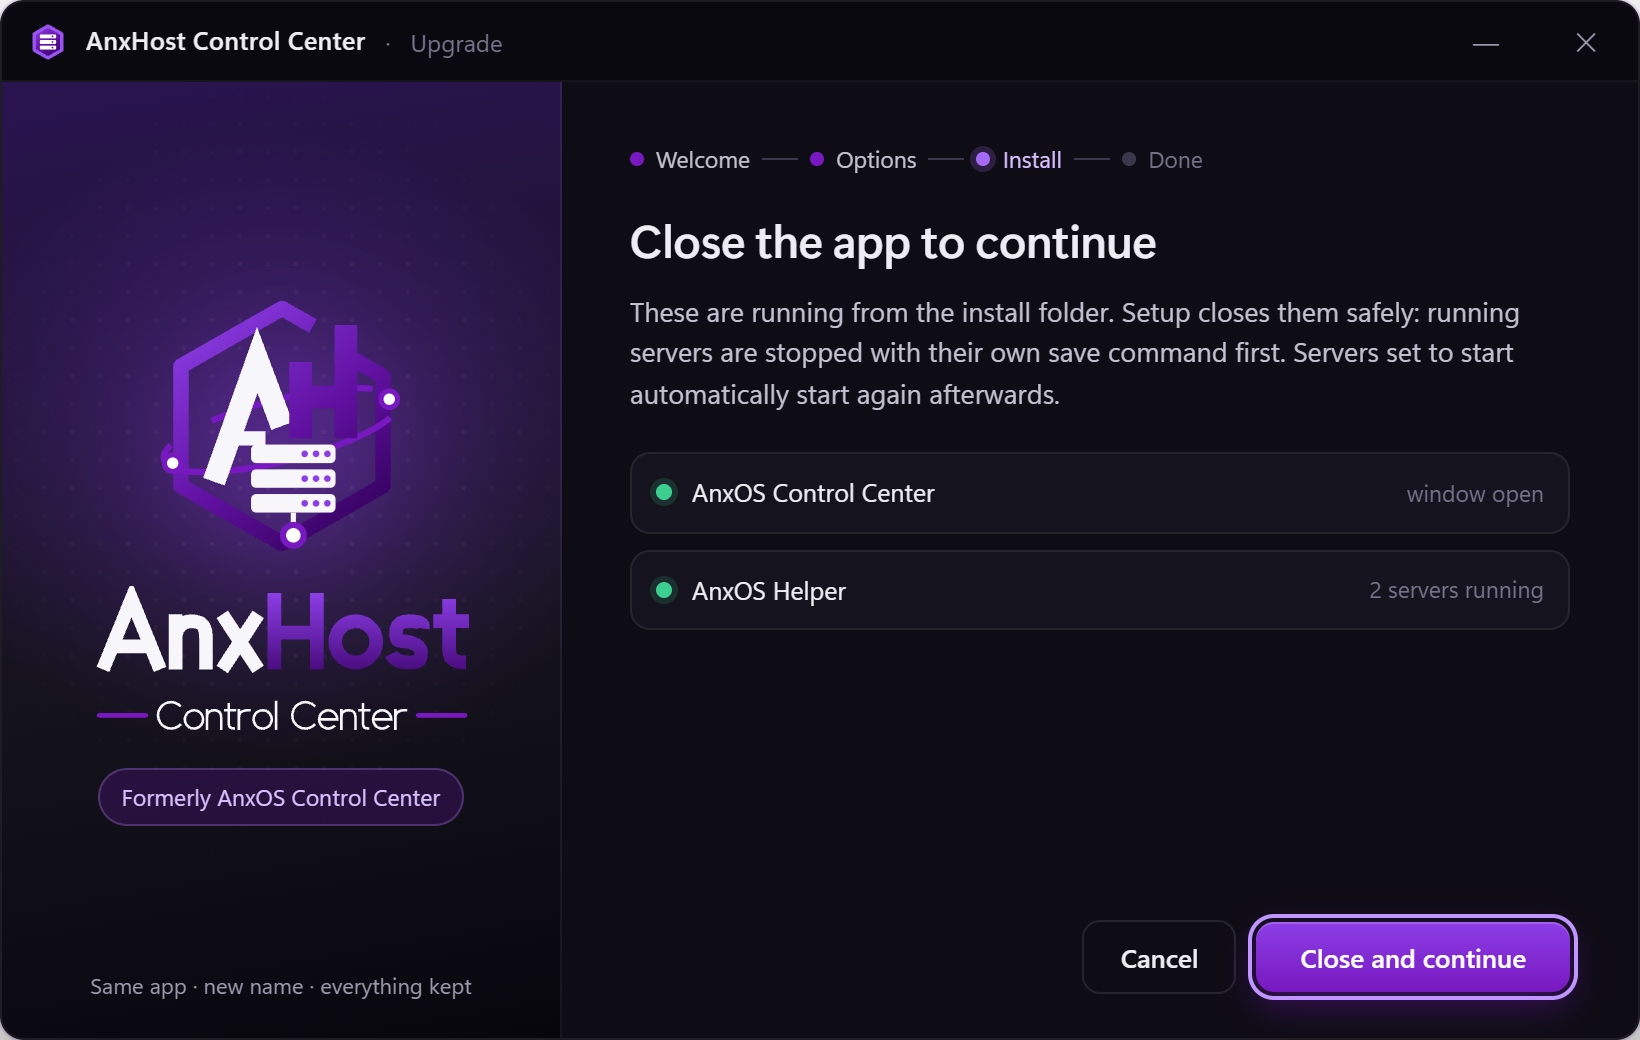 AnxHost Control Center · Upgrade
AH
AnxHost
Control Center
Formerly AnxOS Control Center
Same app · new name · everything kept
Welcome
Options
Install
Done
Close the app to continue
These are running from the install folder. Setup closes them safely: running
servers are stopped with their own save command first. Servers set to start
automatically start again afterwards.
AnxOS Control Center
window open
AnxOS Helper
2 servers running
Cancel
Close and continue